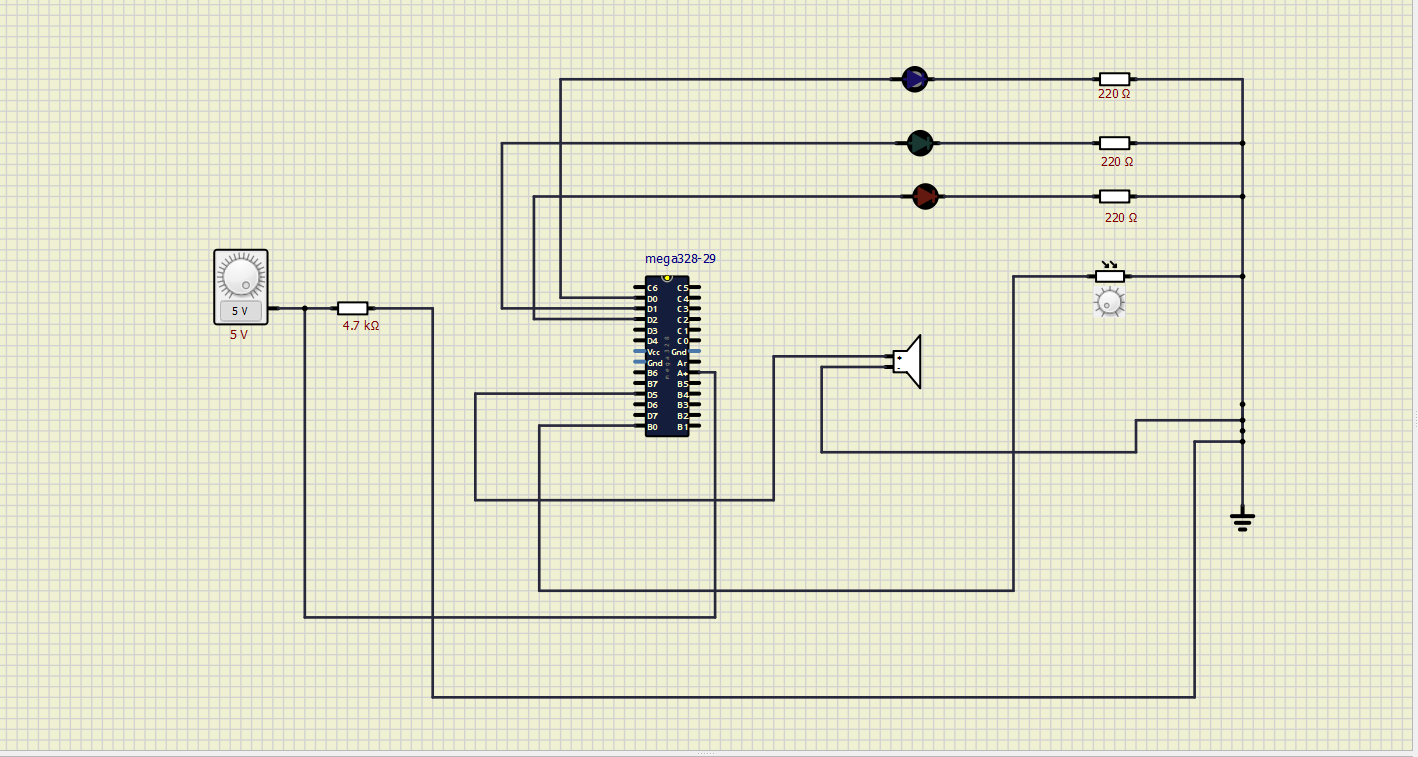 220 Ω
220 Ω
220 Ω
mega328-29
5 V
5 V
4.7 kΩ
C6 C5
D0 C4
D1 C3
D2 C2
D3 C1
D4 C0
Vcc Gnd
Gnd Ar
B6 A+
B7 B5
D5 B4
D6 B3
D7 B2
B0 B1
mega328
+
-